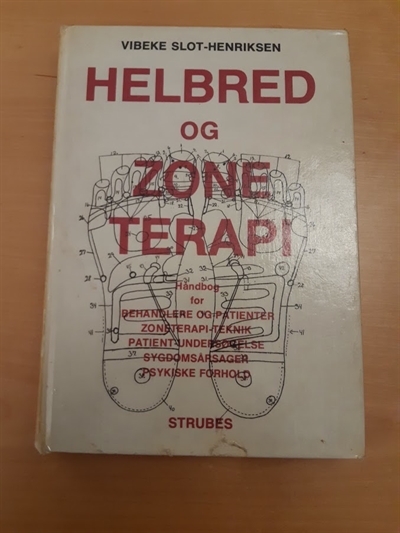 VIBEKE SLOT-HENRIKSEN
HELBRED
OG
ZONE
TERAPI
Håndbog
for
BEHANDLERE OG PATIENTER
ZONETERAPI-TEKNIK
PATIENT-UNDERSØGELSE
SYGDOMSÅRSAGER
PSYKISKE FORHOLD
STRUBES